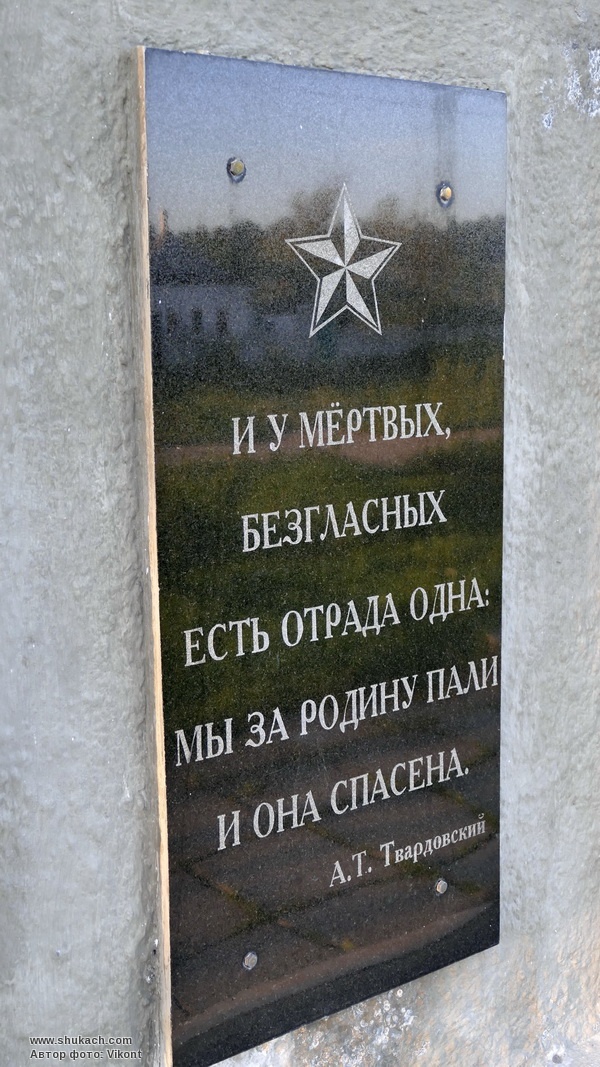 И У МЁРТВЫХ,
БЕЗГЛАСНЫХ
ЕСТЬ ОТРАДА ОДНА:
МЫ ЗА РОДИНУ ПАЛИ
И ОНА СПАСЕНА.
А.Т. Твардовский
www.shukach.com
Автор фото: Vikont